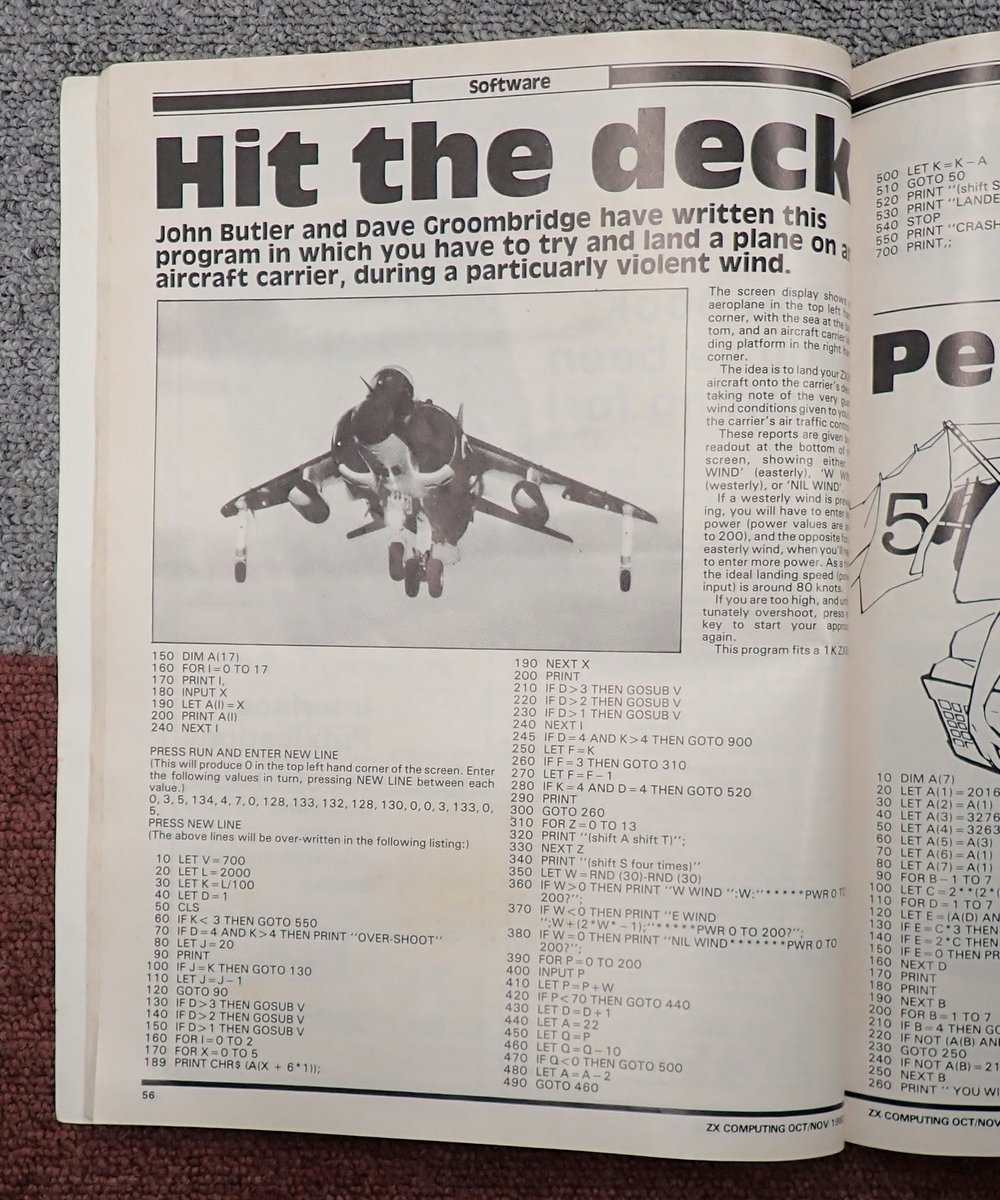 Software
Hit the deck
John Butler and Dave Groombridge have written this
program in which you have to try and land a plane on an
aircraft carrier, during a particuarly violent wind.
The screen display shows
aeroplane in the top left
corner, with the sea at the
tom, and an aircraft carrier
ding platform in the right
corner.
The idea is to land your
aircraft onto the carrier's
taking note of the very
wind conditions given to you
the carrier's air traffic
These reports are given
readout at the bottom of
screen, showing either
WIND' (easterly), 'W
(westerly), or 'NIL WIND'.
If a westerly wind is
ing, you will have to enter
power (power values are
to 200), and the opposite
easterly wind, when you'll
to enter more power. As a
the ideal landing speed
input) is around 80 knots.
If you are too high, and
tunately overshoot, press
key to start your
again.
This program fits a 1K
150 DIM A(17)
160 FOR I=0 TO 17
170 PRINT I,
180 INPUT X
190 LET A(I)=X
200 PRINT A(I)
240 NEXT I
PRESS RUN AND ENTER NEW LINE
(This will produce 0 in the top left hand corner of the screen. Enter
the following values in turn, pressing NEW LINE between each
value.)
0, 3, 5, 134, 4, 7, 0, 128, 133, 132, 128, 130, 0, 0, 3, 133, 0,
5,
PRESS NEW LINE
(The above lines will be over-written in the following listing:)
10 LET V=700
20 LET L=2000
30 LET K=L/100
40 LET D=1
50 CLS
60 IF K< 3 THEN GOTO 550
70 IF D=4 AND K>4 THEN PRINT "OVER-SHOOT"
80 LET J=20
90 PRINT
100 IF J=K THEN GOTO 130
110 LET J=J-1
120 GOTO 90
130 IF D>3 THEN GOSUB V
140 IF D>2 THEN GOSUB V
150 IF D>1 THEN GOSUB V
160 FOR I=0 TO 2
170 FOR X=0 TO 5
189 PRINT CHR$ (A(X + 6*1));
190 NEXT X
200 PRINT
210 IF D>3 THEN GOSUB V
220 IF D>2 THEN GOSUB V
230 IF D>1 THEN GOSUB V
240 NEXT I
245 IF D=4 AND K>4 THEN GOTO 900
250 LET F=K
260 IF F=3 THEN GOTO 310
270 LET F=F-1
280 IF K=4 AND D=4 THEN GOTO 520
290 PRINT
300 GOTO 260
310 FOR Z=0 TO 13
320 PRINT "(shift A shift T)";
330 NEXT Z
340 PRINT "(shift S four times)"
350 LET W=RND (30)-RND (30)
360 IF W>0 THEN PRINT "W WIND ":W:"*****PWR 0 TO
200?";
370 IF W<0 THEN PRINT "E WIND
";W+(2*W*-1);"*****PWR 0 TO 200?";
380 IF W=0 THEN PRINT "NIL WIND*******PWR 0 TO
200?";
390 FOR P=0 TO 200
400 INPUT P
410 LET P=P+W
420 IF P<70 THEN GOTO 440
430 LET D=D+1
440 LET A=22
450 LET Q=P
460 LET Q=Q-10
470 IF Q<0 THEN GOTO 500
480 LET A=A-2
490 GOTO 460
56
ZX COMPUTING OCT/NOV
500 LET K=K-A
510 GOTO 50
520 PRINT "(shift S
530 PRINT "LANDE
540 STOP
550 PRINT "CRASH
700 PRINT,;
Pe
54
10 DIM A(7)
20 LET A(1)=2016
30 LET A(2)=A(1)
40 LET A(3)=3276
50 LET A(4)=3263
60 LET A(5)=A(3)
70 LET A(6)=A(1)
80 LET A(7)=A(1)
90 FOR B-1 TO 7
100 LET C=2**(2*(
110 FOR D=1 TO 7
120 LET E=(A(D) AN
130 IF E=C*3 THEN
140 IF E=2*C THEN
150 IF E=0 THEN PR
160 NEXT D
170 PRINT
180 PRINT
190 NEXT B
200 FOR B=1 TO 7
210 IF B=4 THEN GO
220 IF NOT (A(B) AN
230 GOTO 250
240 IF NOT A(B)=21
250 NEXT B
260 PRINT "YOU WI
ZX COMPUTING OCT/NOV